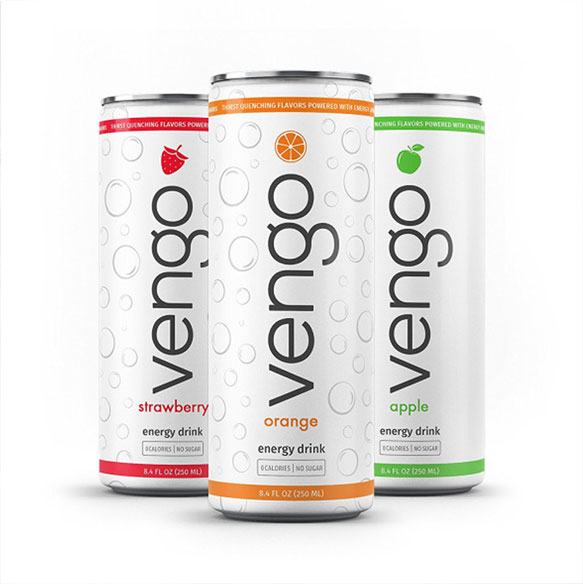 THIRST QUENCHING FLAVORS POWERED
vengo
strawberry
energy drink
0 CALORIES | NO SUGAR
8.4 FL OZ (250 ML)
THIRST QUENCHING FLAVORS POWERED WITH ENERGY
vengo
orange
energy drink
0 CALORIES | NO SUGAR
8.4 FL OZ (250 ML)
QUENCHING FLAVORS POWERED WITH ENERGY
vengo
apple
energy drink
0 CALORIES | NO SUGAR
8.4 FL OZ (250 ML)